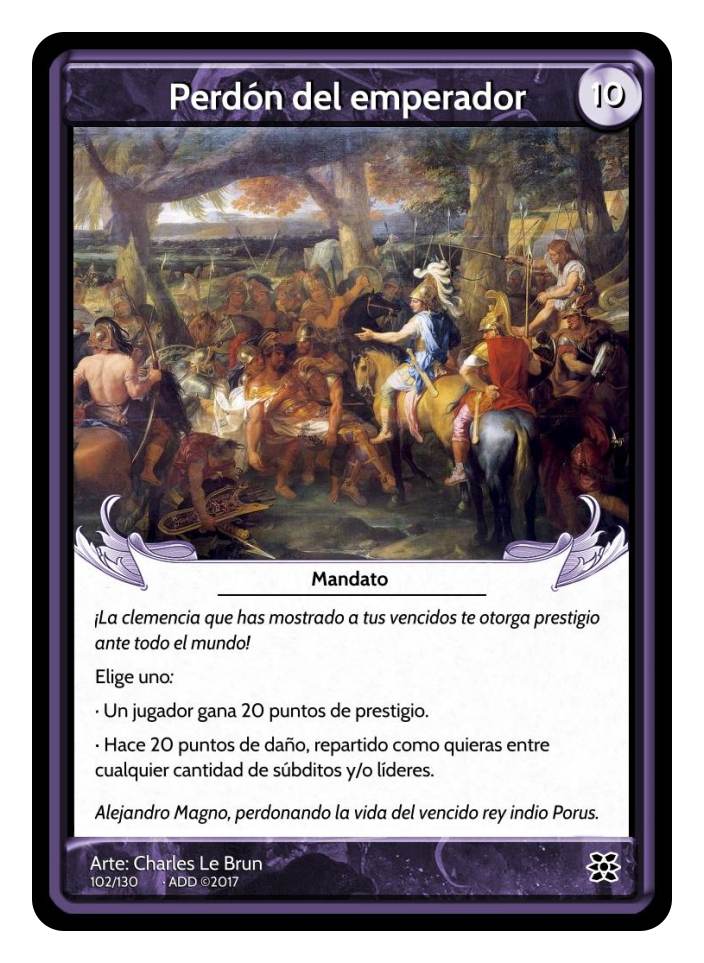 Perdón del emperador
10
Mandato
¡La clemencia que has mostrado a tus vencidos te otorga prestigio
ante todo el mundo!
Elige uno:
· Un jugador gana 20 puntos de prestigio.
· Hace 20 puntos de daño, repartido como quieras entre
cualquier cantidad de súbditos y/o líderes.
Alejandro Magno, perdonando la vida del vencido rey indio Porus.
Arte: Charles Le Brun
102/130 · ADD ©2017